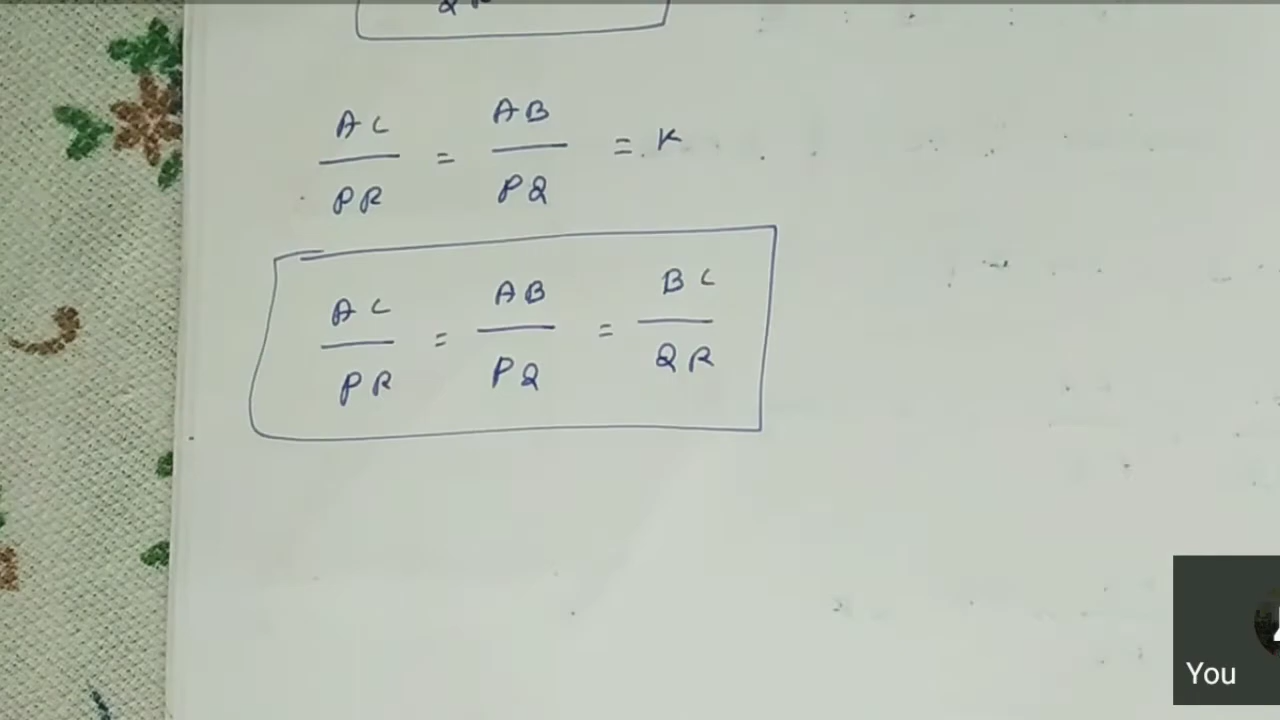 AC/PR = AB/PQ = K
AC/PR = AB/PQ = BC/QR
You